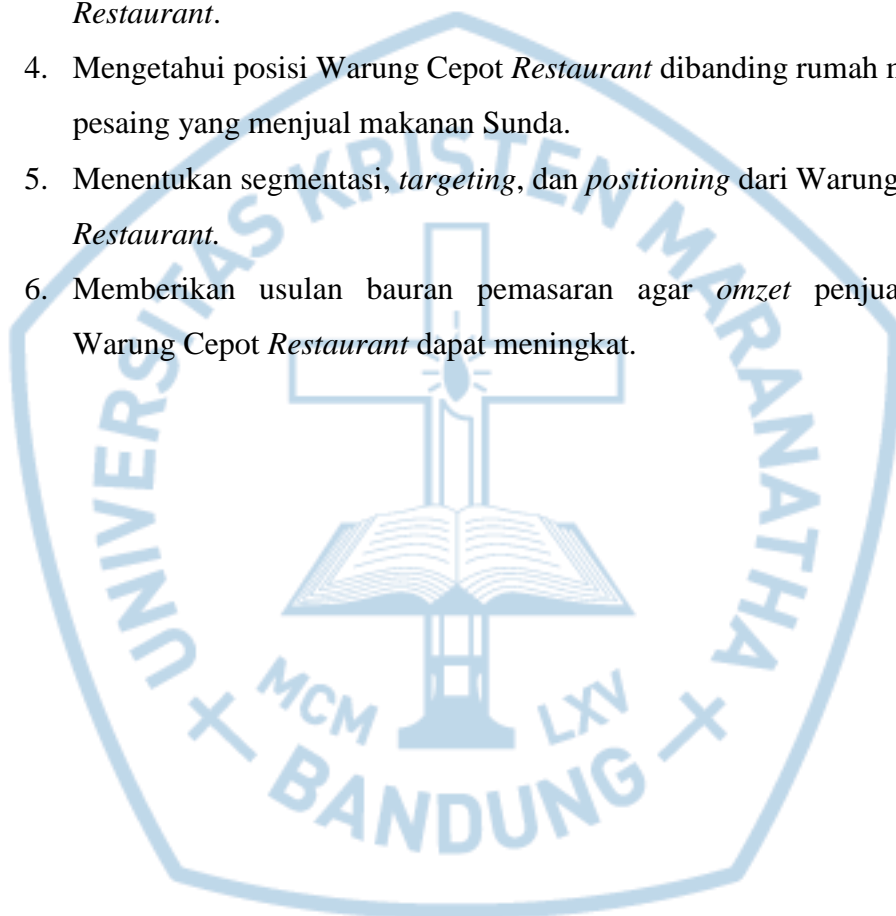 Restaurant.
4. Mengetahui posisi Warung Cepot Restaurant dibanding rumah
pesaing yang menjual makanan Sunda.
5. Menentukan segmentasi, targeting, dan positioning dari Warung
Restaurant.
6. Memberikan usulan bauran pemasaran agar omzet
Warung Cepot Restaurant dapat meningkat.
UNIVERSITAS KRISTEN MARANATHA
MCM LXV
BANDUNG